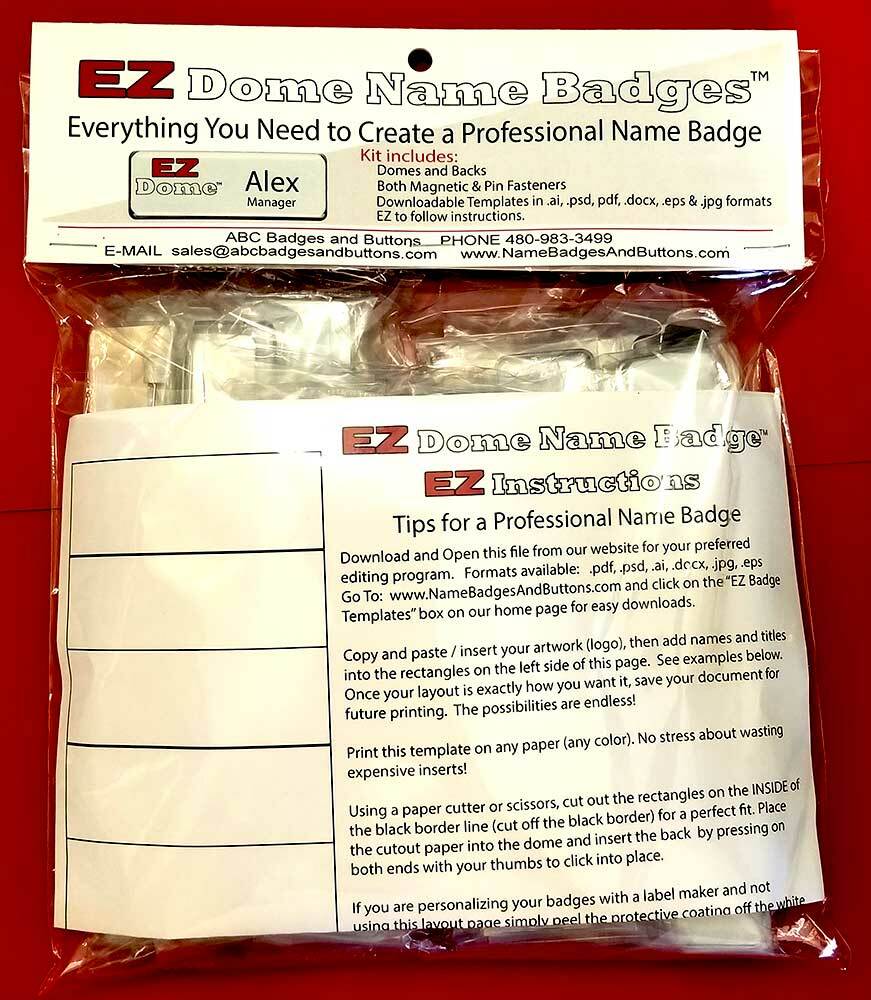 EZ Dome Name Badges™
Everything You Need to Create a Professional Name Badge
EZ
Dome™
Alex
Manager
Kit includes:
Domes and Backs
Both Magnetic & Pin Fasteners
Downloadable Templates in .ai, .psd, pdf, .docx, .eps & .jpg formats
EZ to follow instructions.
ABC Badges and Buttons PHONE 480-983-3499
E-MAIL sales@abcbadgesandbuttons.com www.NameBadgesAndButtons.com
EZ Dome Name Badge™
EZ Instructions
Tips for a Professional Name Badge
Download and Open this file from our website for your preferred
editing program. Formats available: .pdf, .psd, .ai, .docx, .jpg, .eps
Go To: www.NameBadgesAndButtons.com and click on the "EZ Badge
Templates" box on our home page for easy downloads.
Copy and paste / insert your artwork (logo), then add names and titles
into the rectangles on the left side of this page. See examples below.
Once your layout is exactly how you want it, save your document for
future printing. The possibilities are endless!
Print this template on any paper (any color). No stress about wasting
expensive inserts!
Using a paper cutter or scissors, cut out the rectangles on the INSIDE of
the black border line (cut off the black border) for a perfect fit. Place
the cutout paper into the dome and insert the back by pressing on
both ends with your thumbs to click into place.
If you are personalizing your badges with a label maker and not
using this layout page simply peel the protective coating off the white